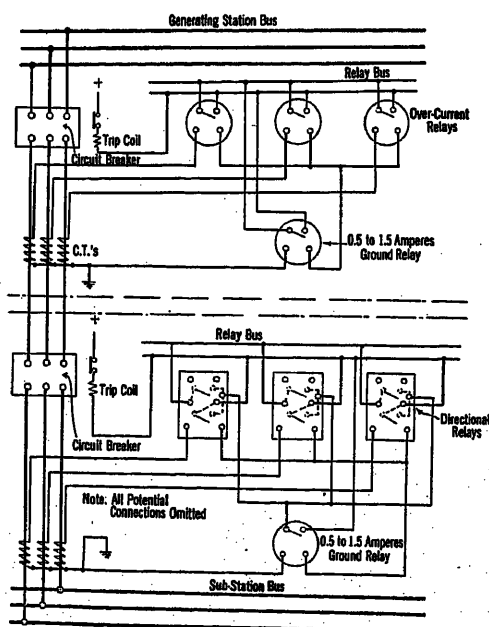 Generating Station Bus
Relay Bus
+
Over-Current
Relays
Trip Coil
Circuit Breaker
C.T.'s
0.5 to 1.5 Amperes
Ground Relay
+
Relay Bus
Trip Coil
Directional
Relays
Circuit Breaker
Note: All Potential
Connections Omitted
0.5 to 1.5 Amperes
Ground Relay
Sub-Station Bus